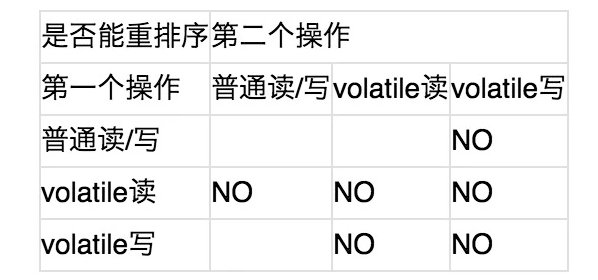 是否能重排序 第二个操作
第一个操作 普通读/写 volatile读 volatile写
普通读/写 NO
volatile读 NO NO NO
volatile写 NO NO